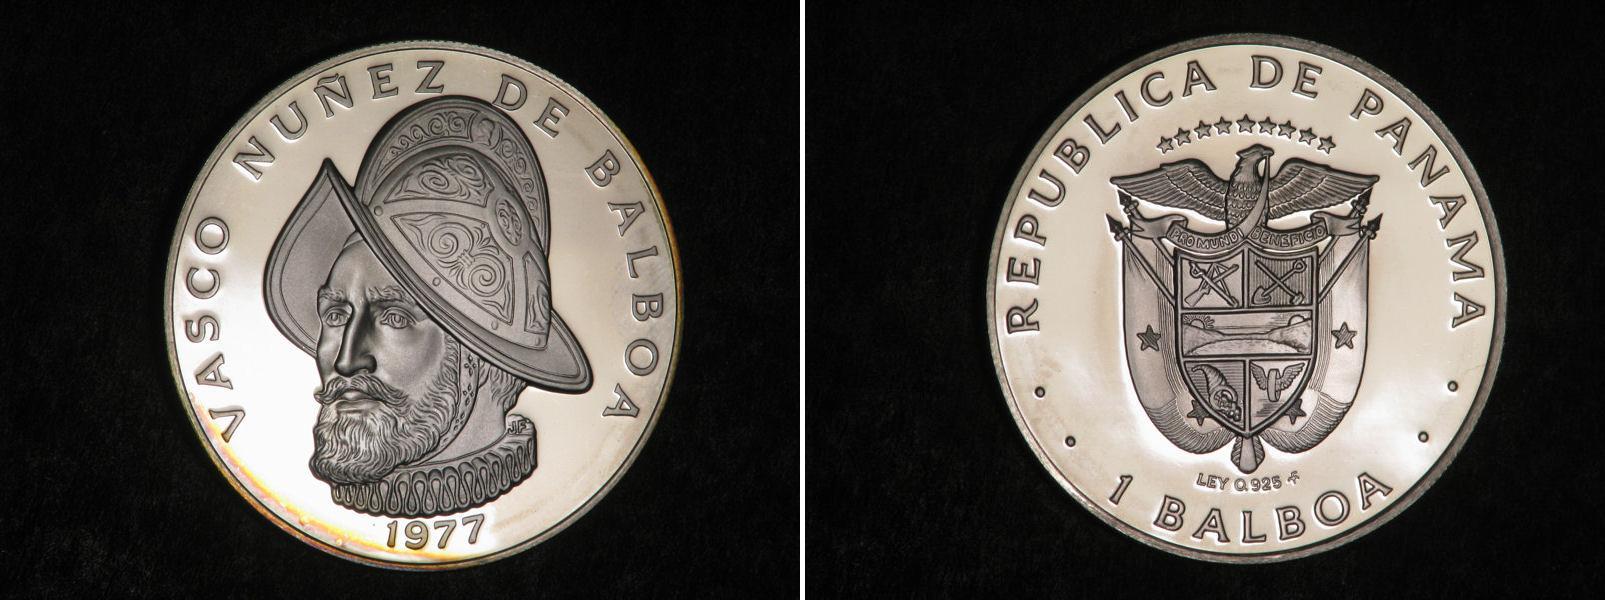 VASCO NUÑEZ DE BALBOA
JF
1977
REPUBLICA DE PANAMA
PRO MUNDI BENEFICIO
LEY 0.925
1 BALBOA